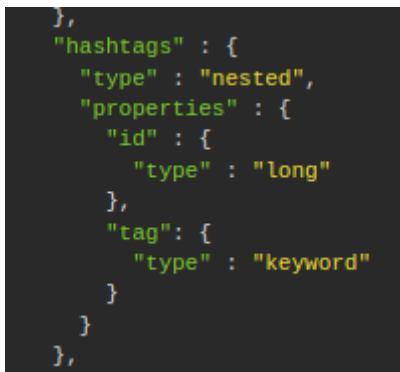 },
"hashtags" : {
"type" : "nested",
"properties" : {
"id" : {
"type" : "long"
},
"tag": {
"type" : "keyword"
}
}
},